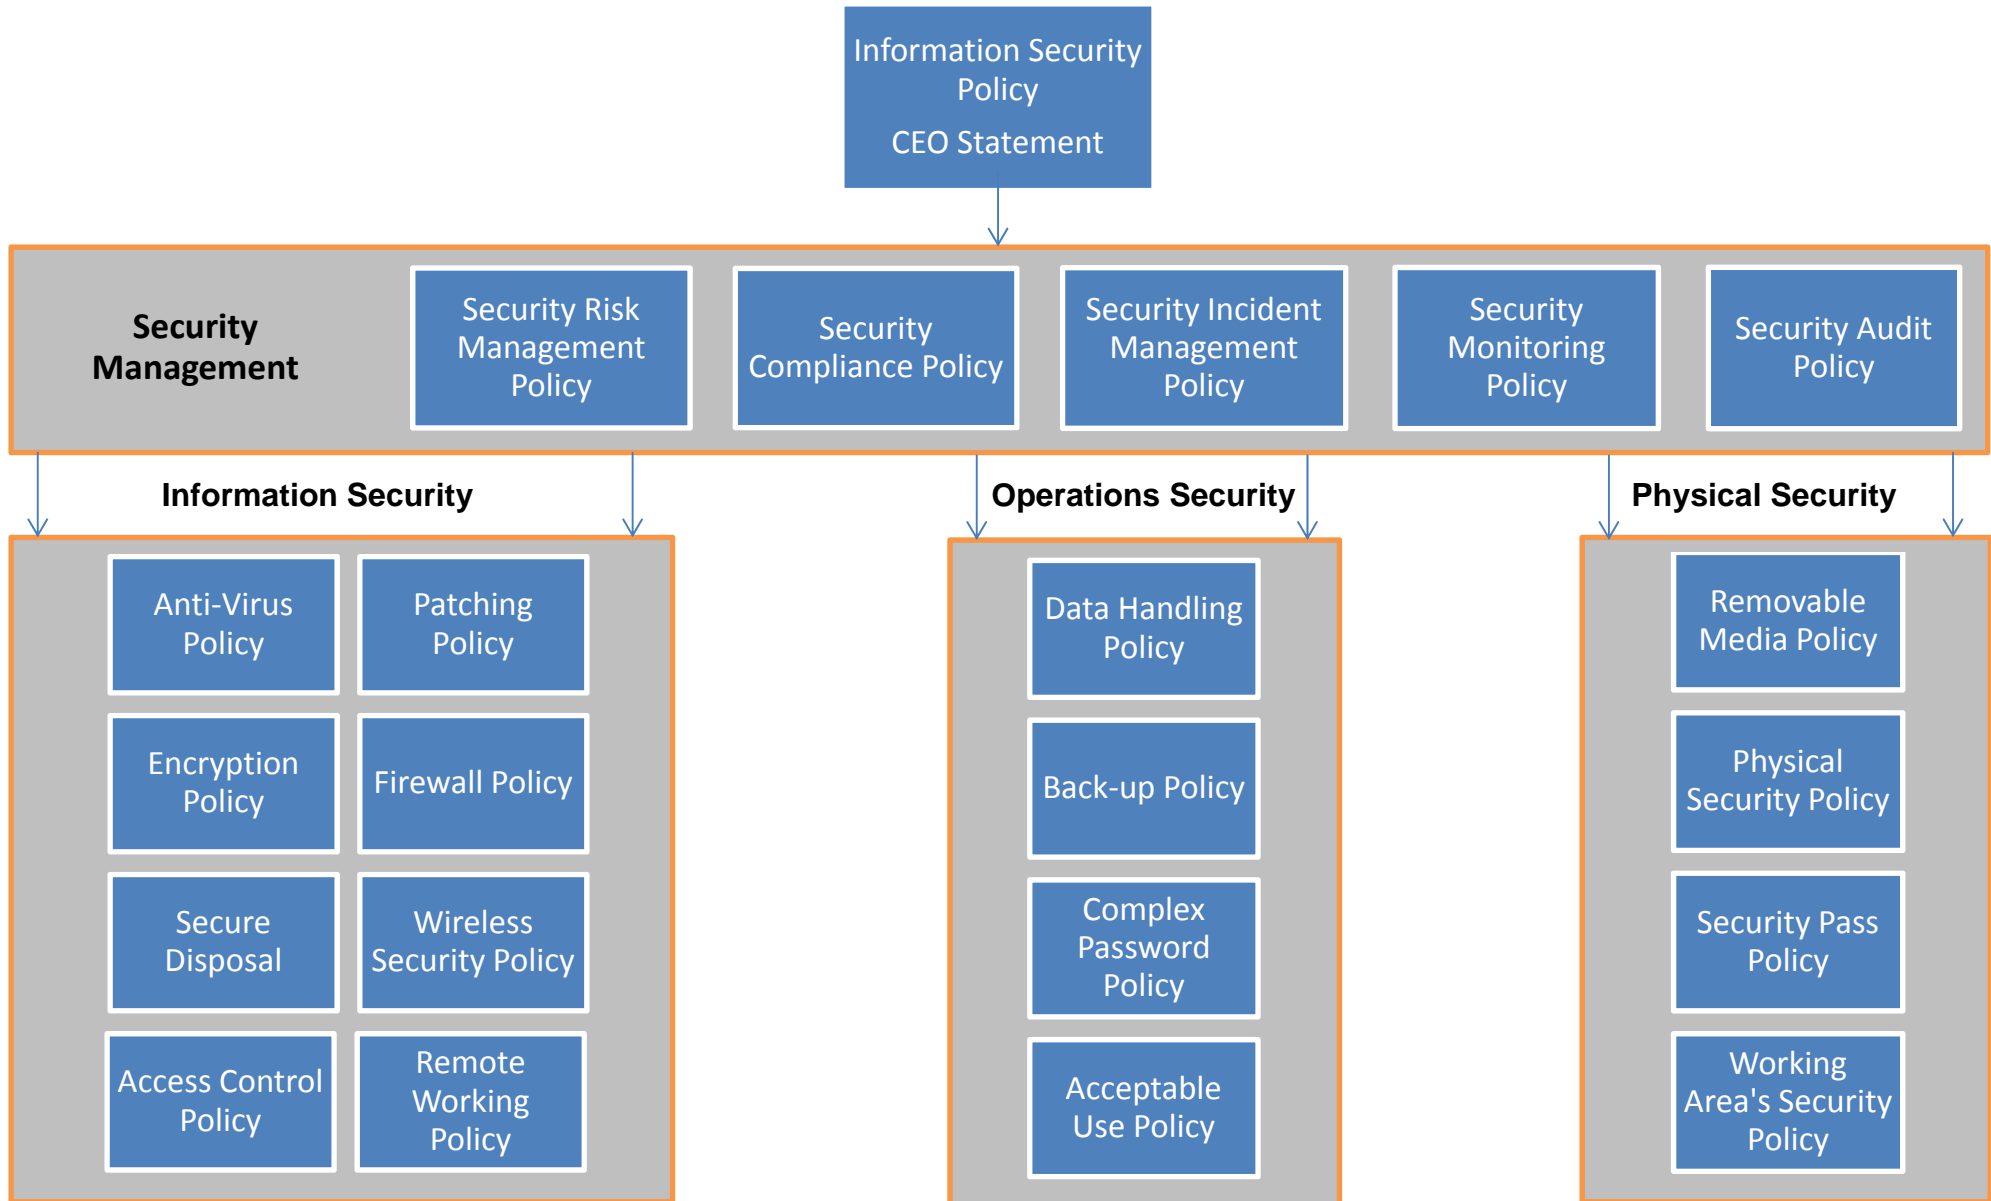 Information Security
Policy
CEO Statement
Security
Management
Security Risk
Management
Policy
Security
Compliance Policy
Security Incident
Management
Policy
Security
Monitoring
Policy
Security Audit
Policy
Information Security
Operations Security
Physical Security
Anti-Virus
Policy
Patching
Policy
Encryption
Policy
Firewall Policy
Secure
Disposal
Wireless
Security Policy
Access Control
Policy
Remote
Working
Policy
Data Handling
Policy
Back-up Policy
Complex
Password
Policy
Acceptable
Use Policy
Removable
Media Policy
Physical
Security Policy
Security Pass
Policy
Working
Area's Security
Policy